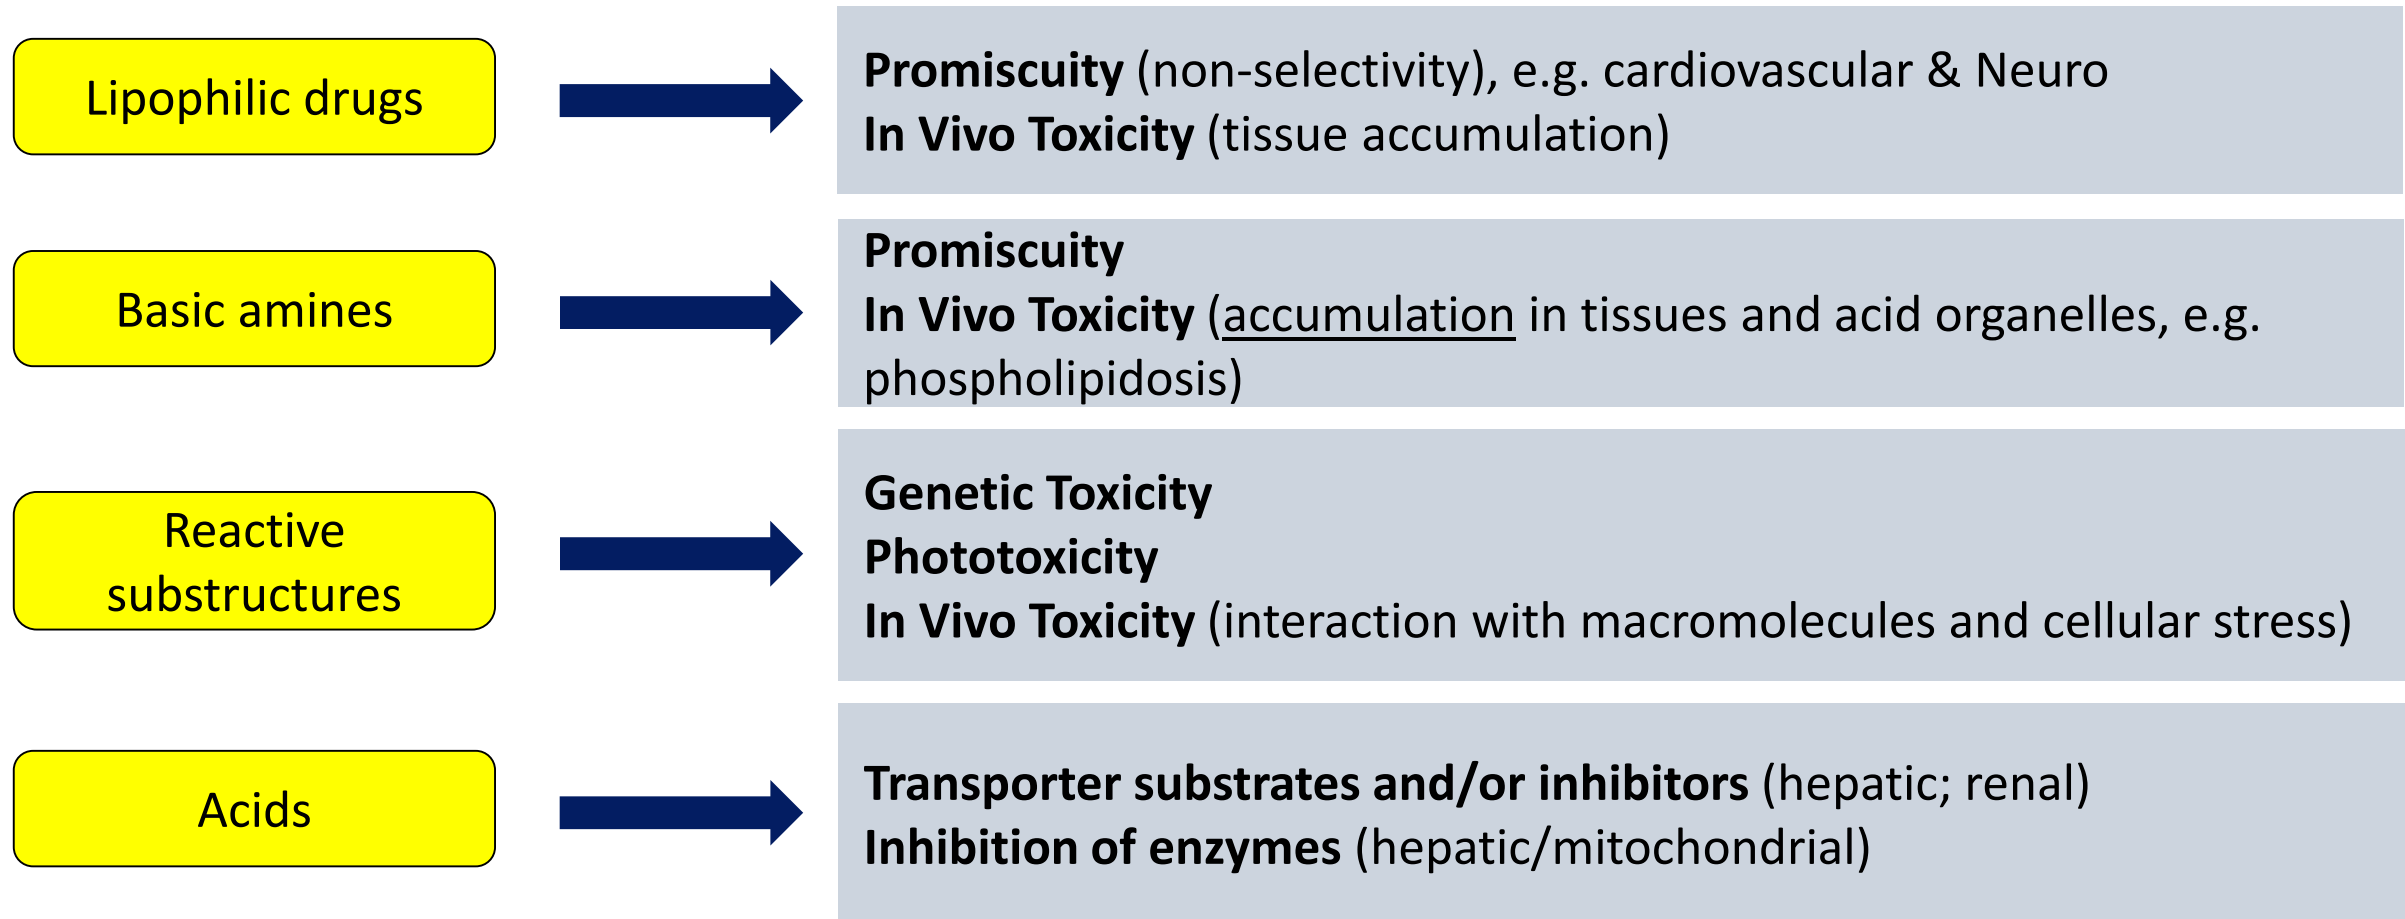 Lipophilic drugs
Promiscuity (non-selectivity), e.g. cardiovascular & Neuro
In Vivo Toxicity (tissue accumulation)
Basic amines
Promiscuity
In Vivo Toxicity (accumulation in tissues and acid organelles, e.g.
phospholipidosis)
Reactive
substructures
Genetic Toxicity
Phototoxicity
In Vivo Toxicity (interaction with macromolecules and cellular stress)
Acids
Transporter substrates and/or inhibitors (hepatic; renal)
Inhibition of enzymes (hepatic/mitochondrial)